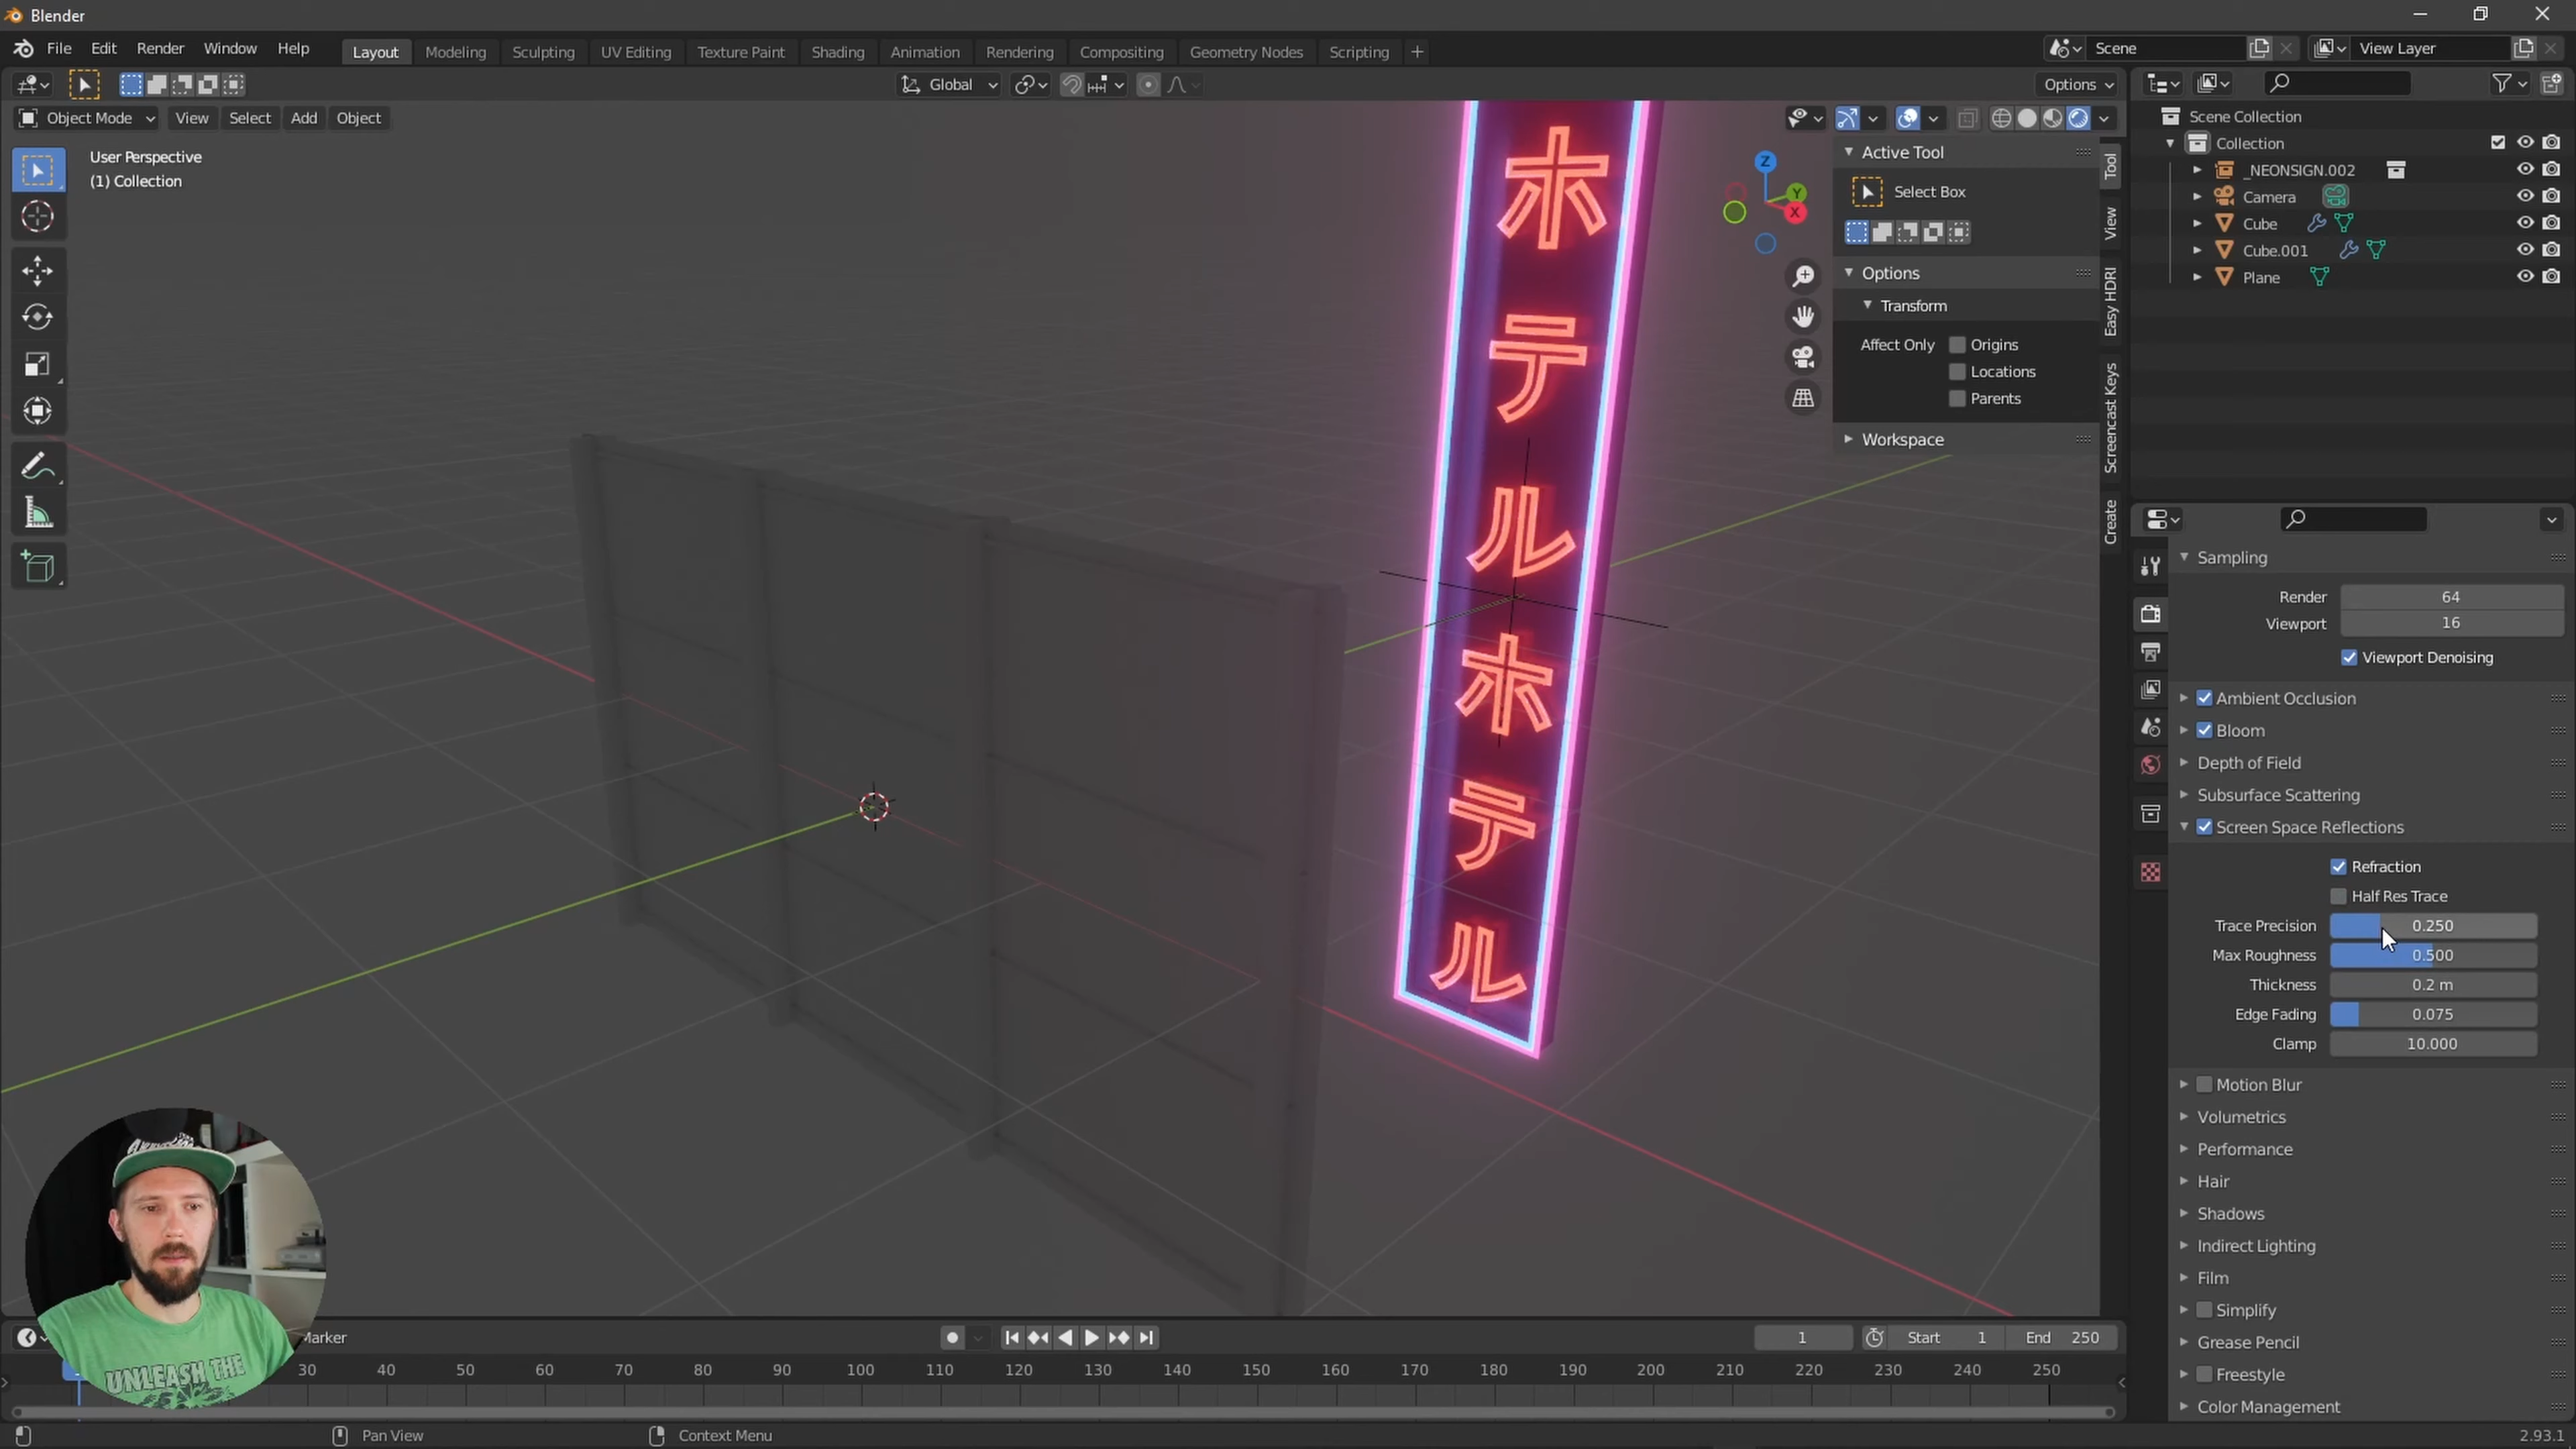 Blender
File Edit Render Window Help Layout Modeling Sculpting UV Editing Texture Paint Shading Animation Rendering Compositing Geometry Nodes Scripting + Scene View Layer
Global Options
Object Mode View Select Add Object
User Perspective
(1) Collection
ホ
テ
ル
ホ
テ
ル
Z
Y
X
Active Tool
Select Box
Options
Transform
Affect Only Origins
Locations
Parents
Workspace
Tool
View
Easy HDRI
Screencast Keys
Create
Scene Collection
Collection
_NEONSIGN.002
Camera
Cube
Cube.001
Plane
Sampling
Render 64
Viewport 16
Viewport Denoising
Ambient Occlusion
Bloom
Depth of Field
Subsurface Scattering
Screen Space Reflections
Refraction
Half Res Trace
Trace Precision 0.250
Max Roughness 0.500
Thickness 0.2 m
Edge Fading 0.075
Clamp 10.000
Motion Blur
Volumetrics
Performance
Hair
Shadows
Indirect Lighting
Film
Simplify
Grease Pencil
Freestyle
Color Management
UNLEASH THE
Marker 1 Start 1 End 250
30 40 50 60 70 80 90 100 110 120 130 140 150 160 170 180 190 200 210 220 230 240 250
Pan View Context Menu 2.93.1